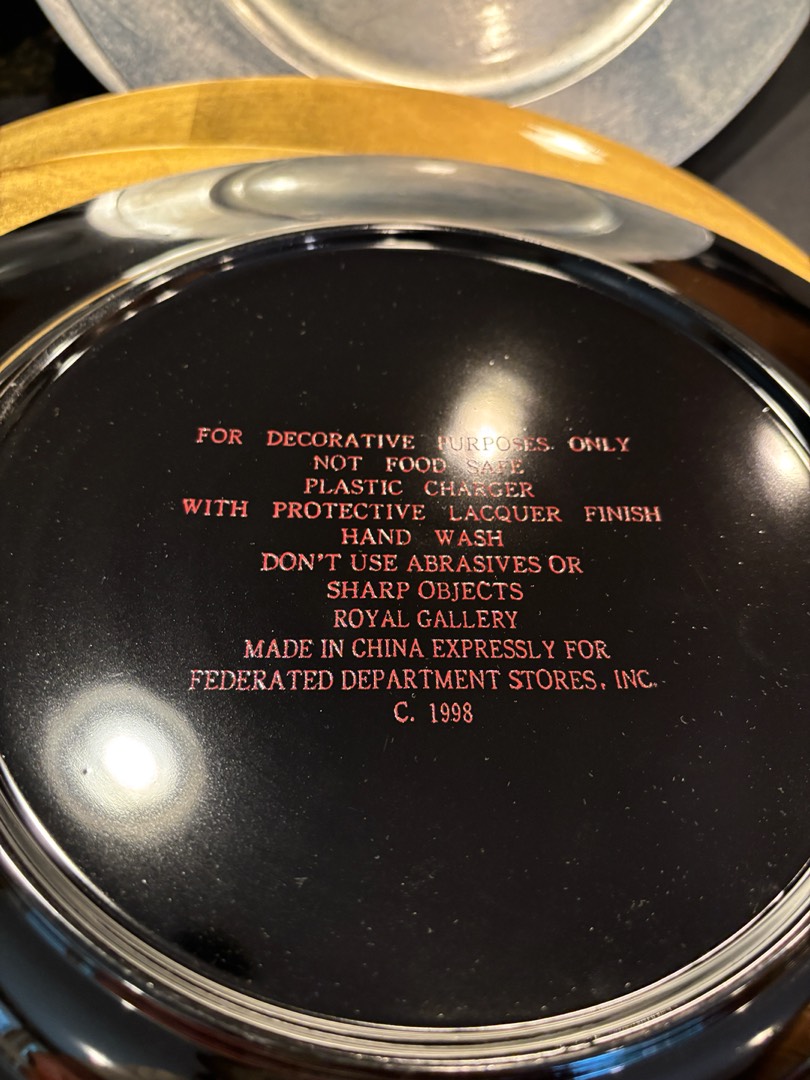 FOR DECORATIVE PURPOSES ONLY
NOT FOOD SAFE
PLASTIC CHARGER
WITH PROTECTIVE LACQUER FINISH
HAND WASH
DON'T USE ABRASIVES OR
SHARP OBJECTS
ROYAL GALLERY
MADE IN CHINA EXPRESSLY FOR
FEDERATED DEPARTMENT STORES, INC.
C. 1998